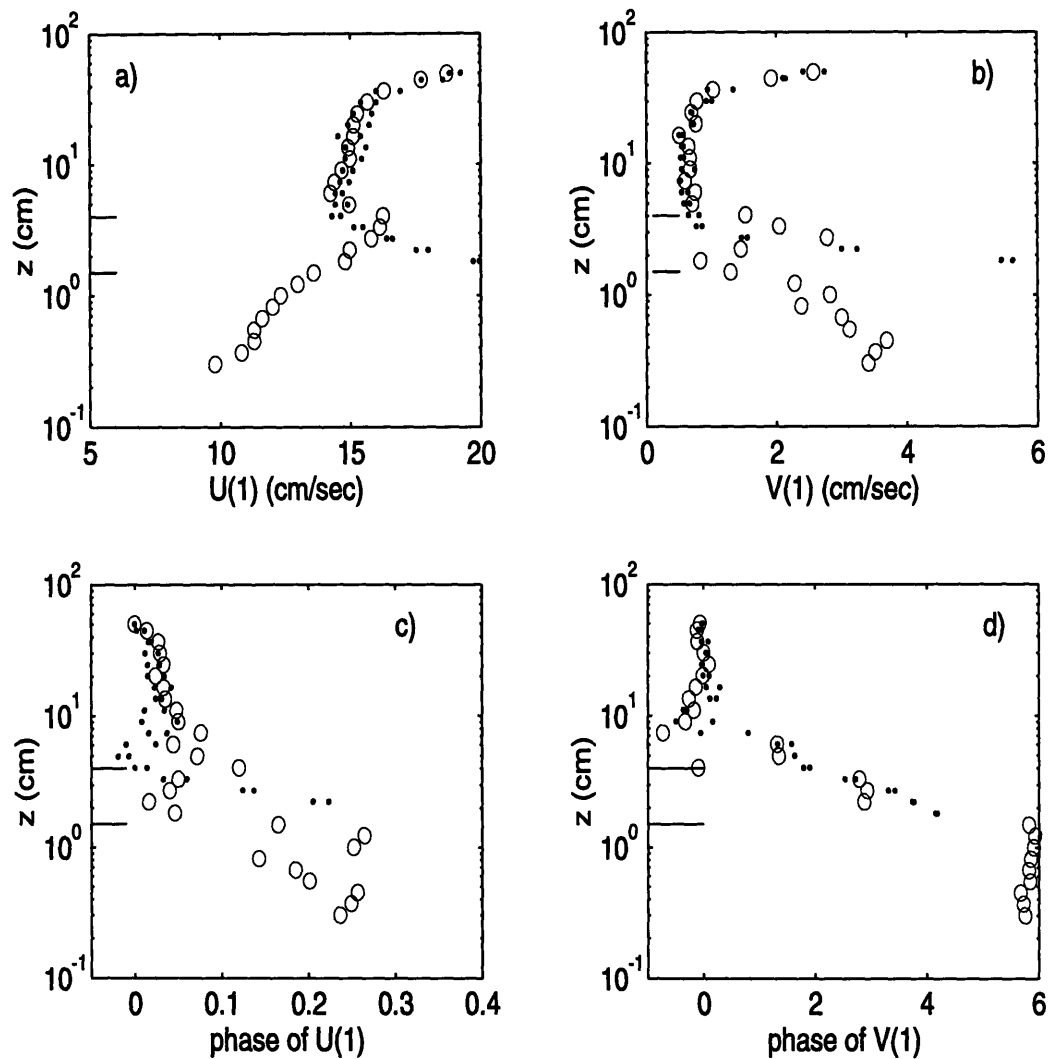 10^2
a)
10^1
z (cm)
10^0
10^-1
5
10
15
20
U(1) (cm/sec)
10^2
b)
10^1
z (cm)
10^0
10^-1
0
2
4
6
V(1) (cm/sec)
10^2
c)
10^1
z (cm)
10^0
10^-1
0
0.1
0.2
0.3
0.4
phase of U(1)
10^2
d)
10^1
z (cm)
10^0
10^-1
0
2
4
6
phase of V(1)